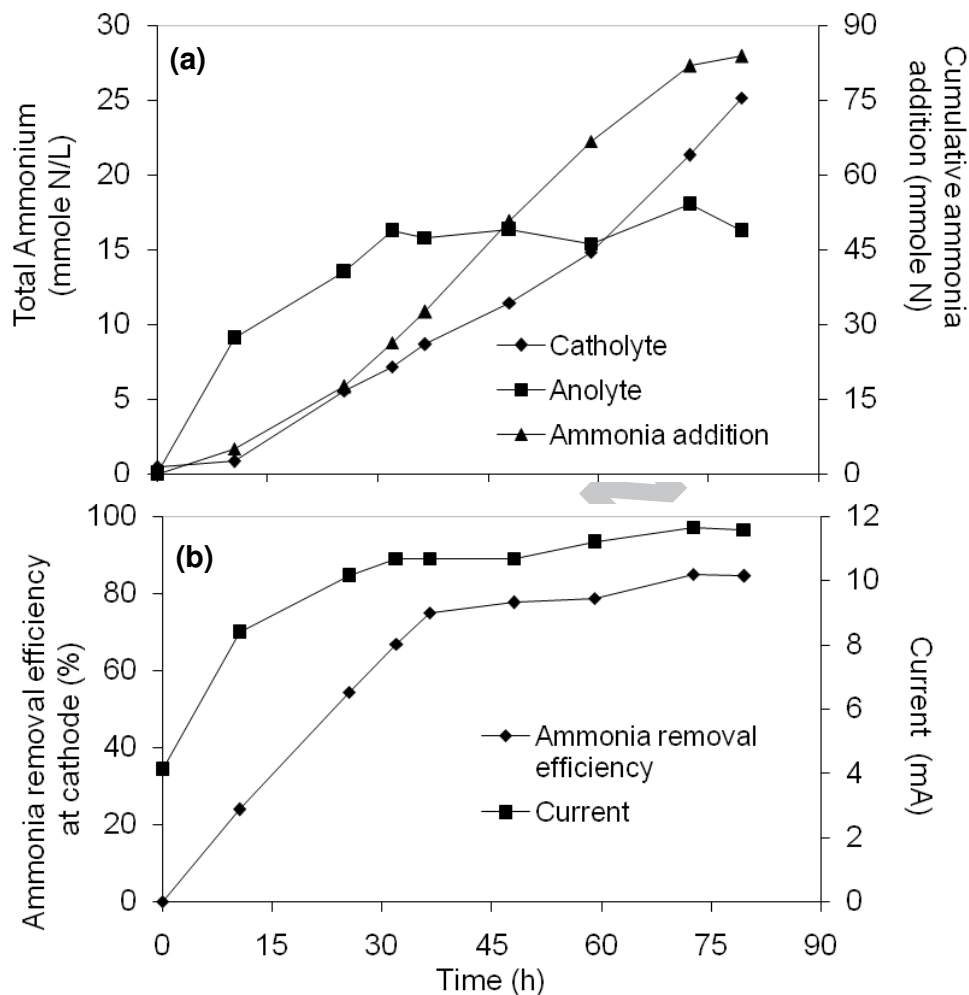 (a)
Total Ammonium
(mmole N/L)
30
25
20
15
10
5
0
Cumulative ammonia
addition (mmole N)
90
75
60
45
30
15
0
Catholyte
Anolyte
Ammonia addition
(b)
Ammonia removal efficiency
at cathode (%)
100
80
60
40
20
0
Current (mA)
12
10
8
6
4
2
0
Ammonia removal
efficiency
Current
0 15 30 45 60 75 90
Time (h)